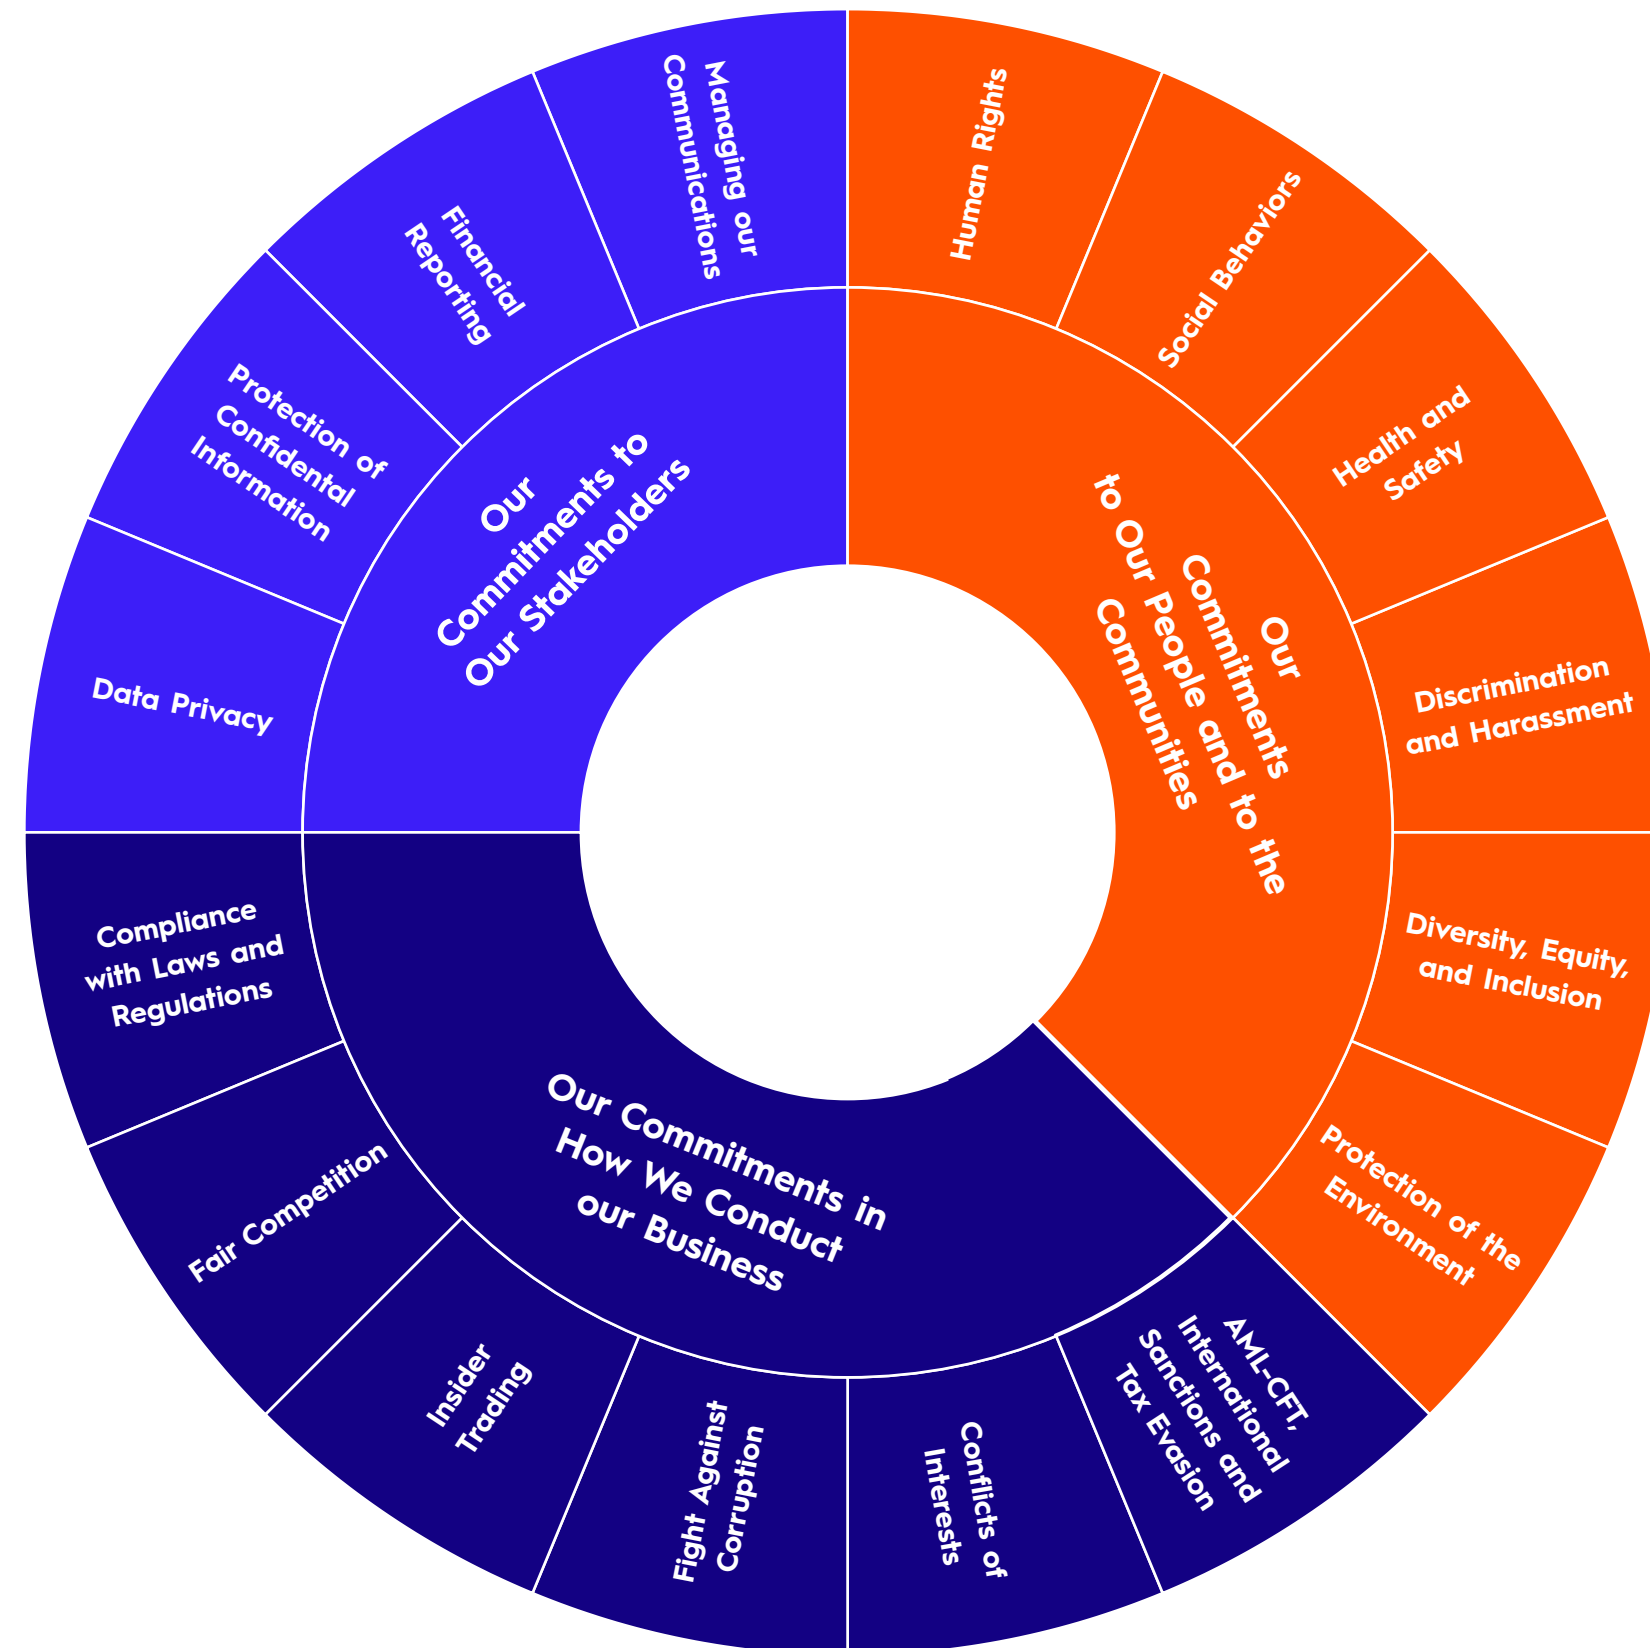 Human Rights
Social Behaviors
Health and
Safety
Discrimination
and Harassment
Diversity, Equity,
and Inclusion
Protection of the
Environment
AML-CFT,
International
Sanctions and
Tax Evasion
Conflicts of
Interests
Fight Against
Corruption
Insider
Trading
Fair Competition
Compliance
with Laws and
Regulations
Data Privacy
Protection of
Confidental
Information
Financial
Reporting
Managing our
Communications
Our
Commitments
to Our People and to the
Communities
Our Commitments in
How We Conduct
our Business
Our
Commitments to
Our Stakeholders